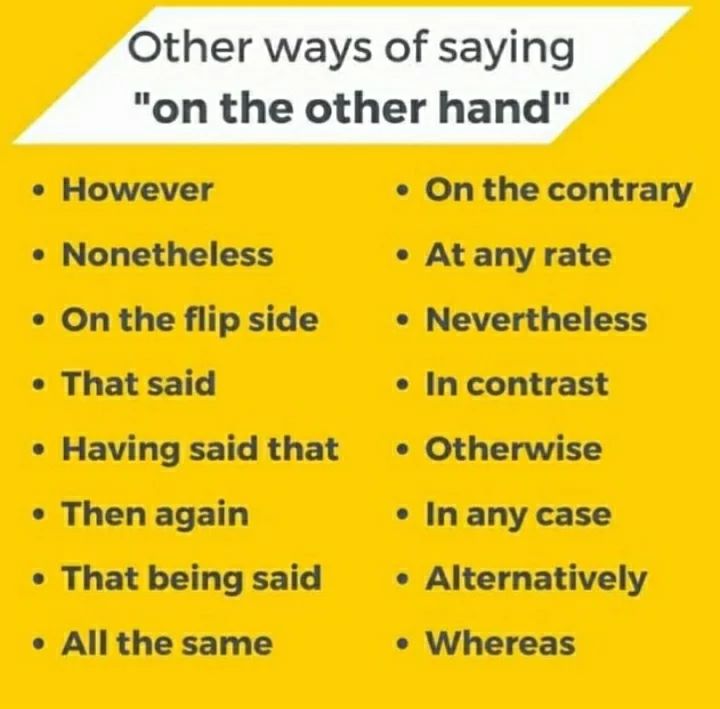 Other ways of saying
"on the other hand"
• However
• Nonetheless
• On the flip side
• That said
• Having said that
• Then again
• That being said
• All the same
• On the contrary
• At any rate
• Nevertheless
• In contrast
• Otherwise
• In any case
• Alternatively
• Whereas